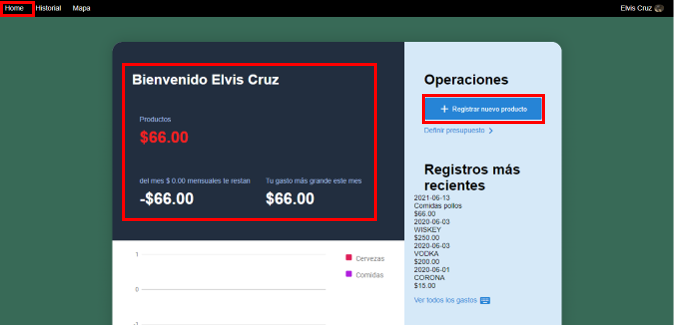 Home Historial Mapa Elvis Cruz
Bienvenido Elvis Cruz
Productos
$66.00
del mes $ 0.00 mensuales te restan
-$66.00
Tu gasto más grande este mes
$66.00
1
0
-1
Cervezas
Comidas
Operaciones
+ Registrar nuevo producto
Definir presupuesto >
Registros más
recientes
2021-06-13
Comidas pollos
$66.00
2020-06-03
WISKEY
$250.00
2020-06-03
VODKA
$200.00
2020-06-01
CORONA
$15.00
Ver todos los gastos